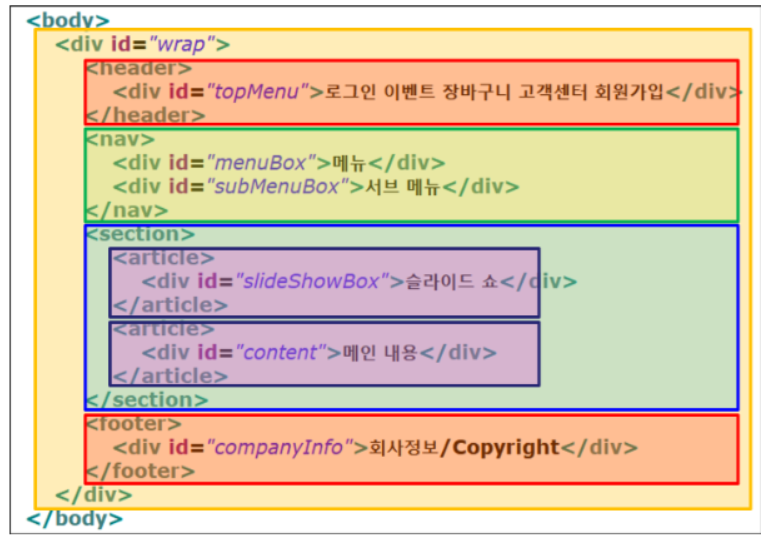 <body>
<div id="wrap">
<header>
<div id="topMenu">로그인 이벤트 장바구니 고객센터 회원가입</div>
</header>
<nav>
<div id="menuBox">메뉴</div>
<div id="subMenuBox">서브 메뉴</div>
</nav>
<section>
<article>
<div id="slideShowBox">슬라이드 쇼</div>
</article>
<article>
<div id="content">메인 내용</div>
</article>
</section>
<footer>
<div id="companyInfo">회사정보/Copyright</div>
</footer>
</div>
</body>